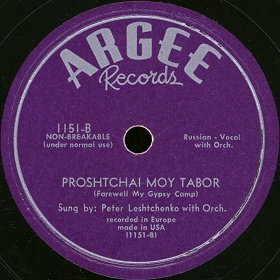 ARGEE
Records
1151-B
NON-BREAKABLE
(under normal use)
Russian - Vocal
with Orch.
PROSHTCHAI MOY TABOR
(Farewell My Gypsy Camp)
Sung by: Peter Leshtchenko with Orch.
recorded in Europe
made in USA
(1151-B)